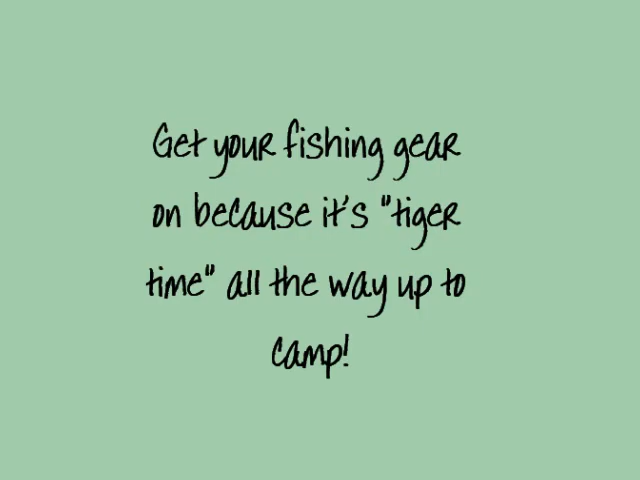 Get your fishing gear
on because it's "tiger
time" all the way up to
camp!